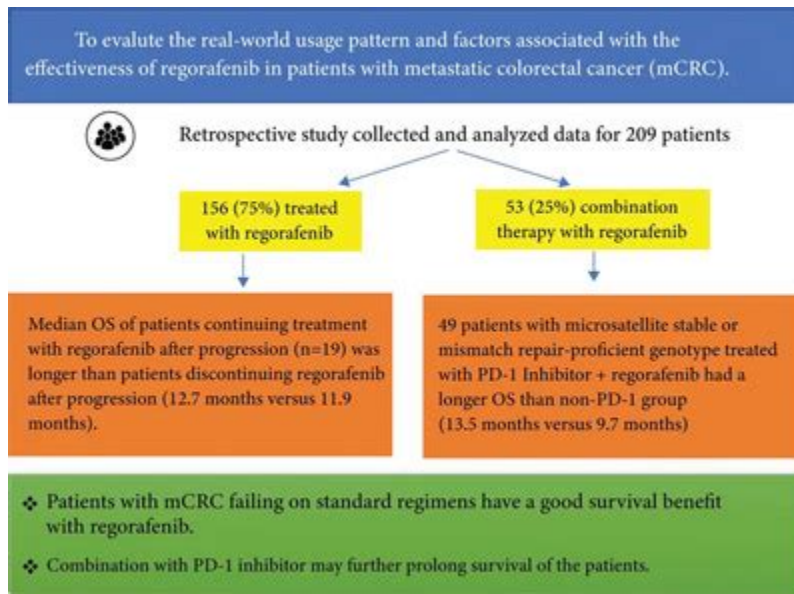 To evalute the real-world usage pattern and factors associated with the
effectiveness of regorafenib in patients with metastatic colorectal cancer (mCRC).
Retrospective study collected and analyzed data for 209 patients
156 (75%) treated
with regorafenib
53 (25%) combination
therapy with regorafenib
Median OS of patients continuing treatment
with regorafenib after progression (n=19) was
longer than patients discontinuing regorafenib
after progression (12.7 months versus 11.9
months).
49 patients with microsatellite stable or
mismatch repair-proficient genotype treated
with PD-1 Inhibitor + regorafenib had a
longer OS than non-PD-1 group
(13.5 months versus 9.7 months)
❖ Patients with mCRC failing on standard regimens have a good survival benefit
with regorafenib.
❖ Combination with PD-1 inhibitor may further prolong survival of the patients.